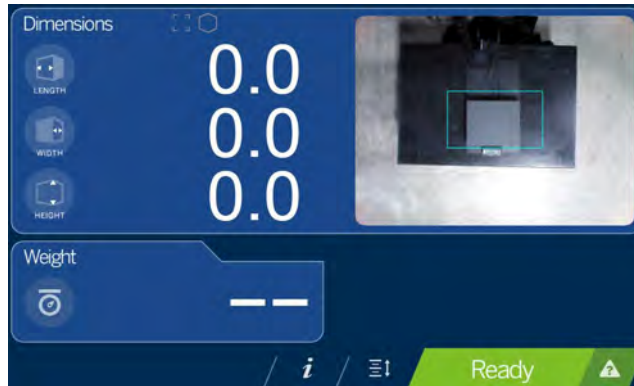 Dimensions
LENGTH
0.0
WIDTH
0.0
HEIGHT
0.0
Weight
--
i
Ready
?